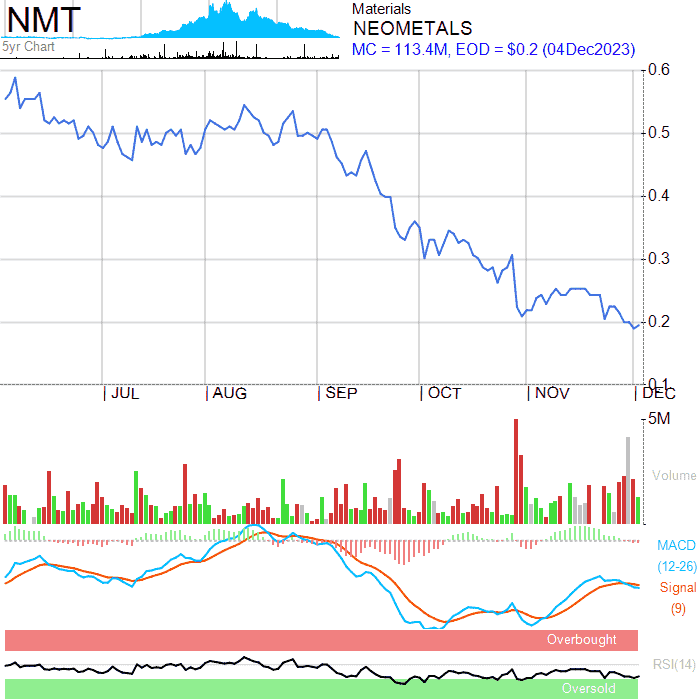 NMT
5yr Chart
Materials
NEOMETALS
MC = 113.4M, EOD = $0.2 (04Dec2023)
0.6
0.5
0.4
0.3
0.2
0.1
JUL AUG SEP OCT NOV DEC
5M
Volume
MACD
(12-26)
Signal
(9)
Overbought
RSI(14)
Oversold